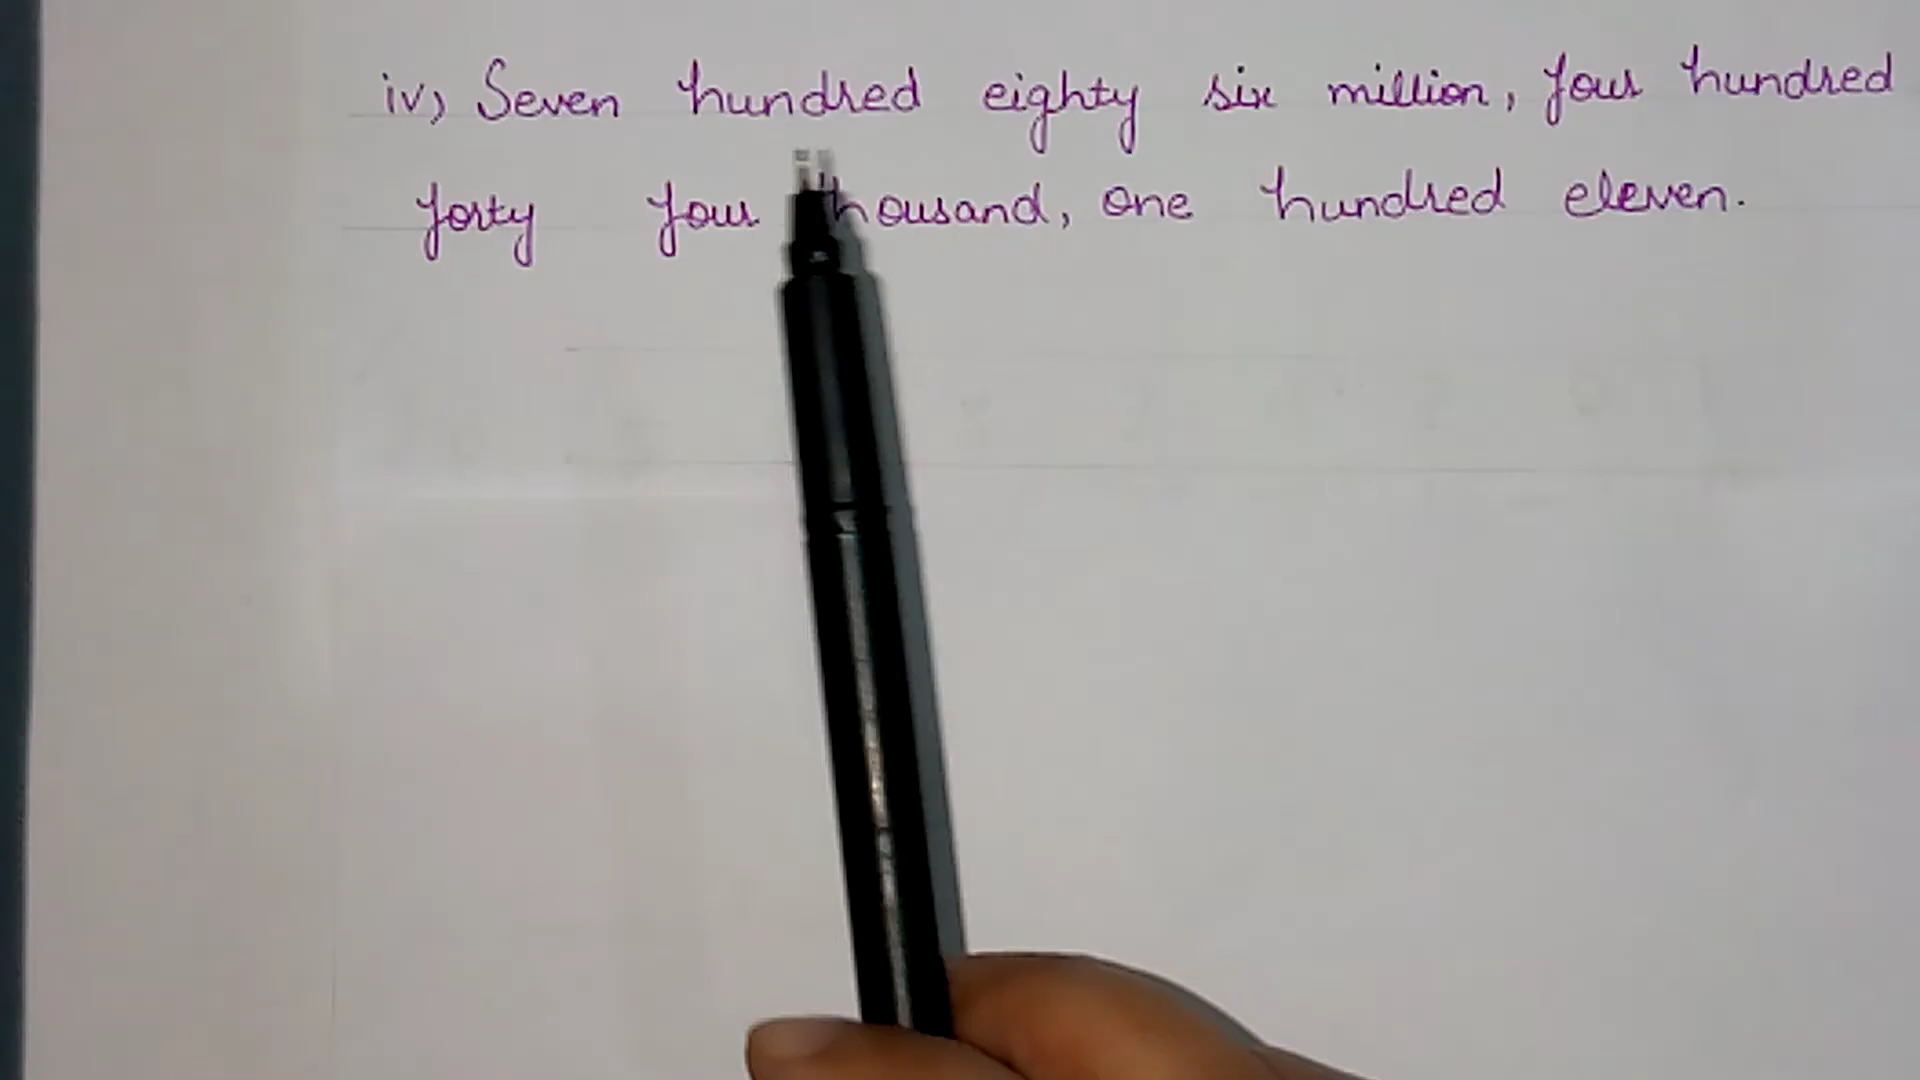 iv) Seven hundred eighty six million, four hundred
forty four thousand, one hundred eleven.